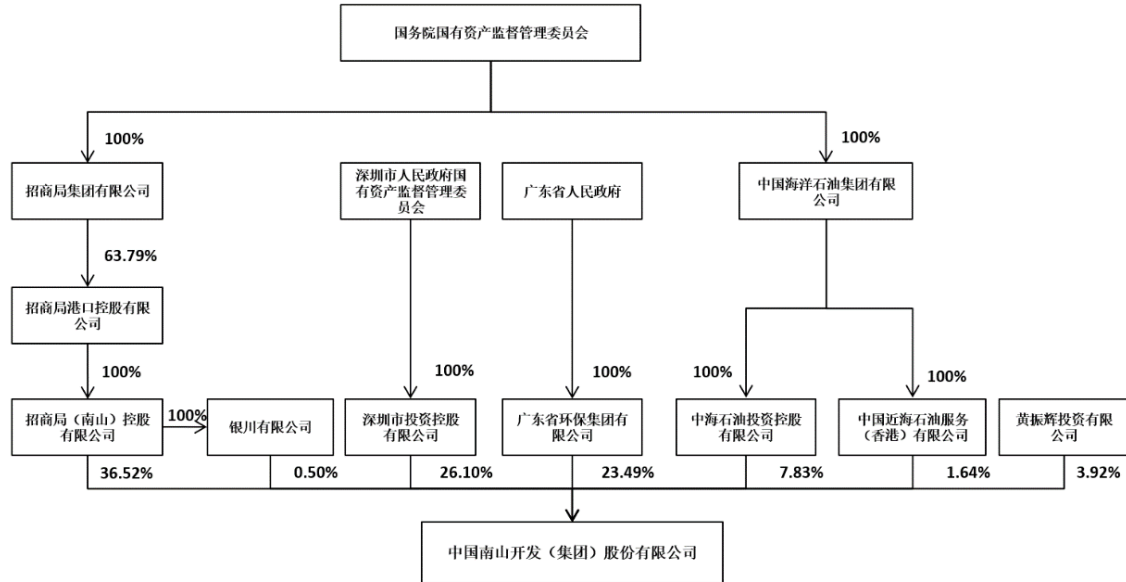 国务院国有资产监督管理委员会
100%
100%
招商局集团有限公司
深圳市人民政府国
有资产监督管理委
员会
广东省人民政府
中国海洋石油集团有限
公司
63.79%
招商局港口控股有限
公司
100%
100%
100%
100%
100%
招商局（南山）控股
有限公司
100%
银川有限公司
深圳市投资控股
有限公司
广东省环保集团有
限公司
中海石油投资控股
有限公司
中国近海石油服务
（香港）有限公司
黄振辉投资有限公
司
36.52%
0.50%
26.10%
23.49%
7.83%
1.64%
3.92%
中国南山开发（集团）股份有限公司